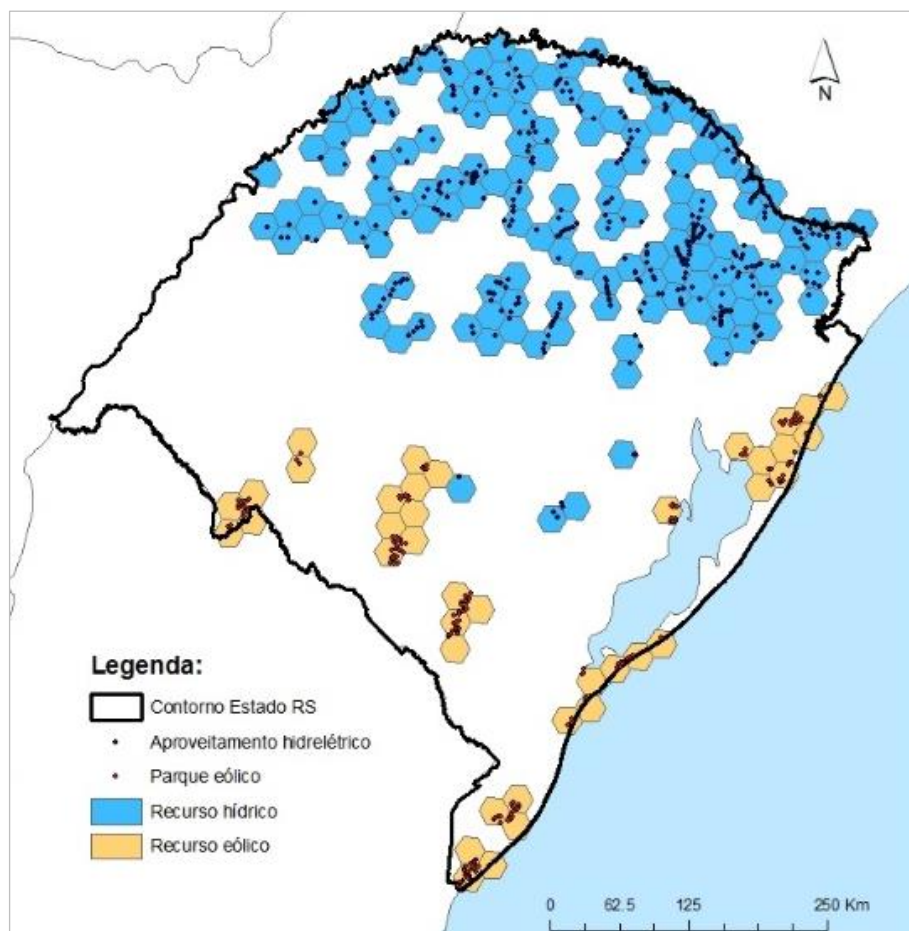 N
Legenda:
Contorno Estado RS
Aproveitamento hidrelétrico
Parque eólico
Recurso hídrico
Recurso eólico
0 62.5 125 250 Km